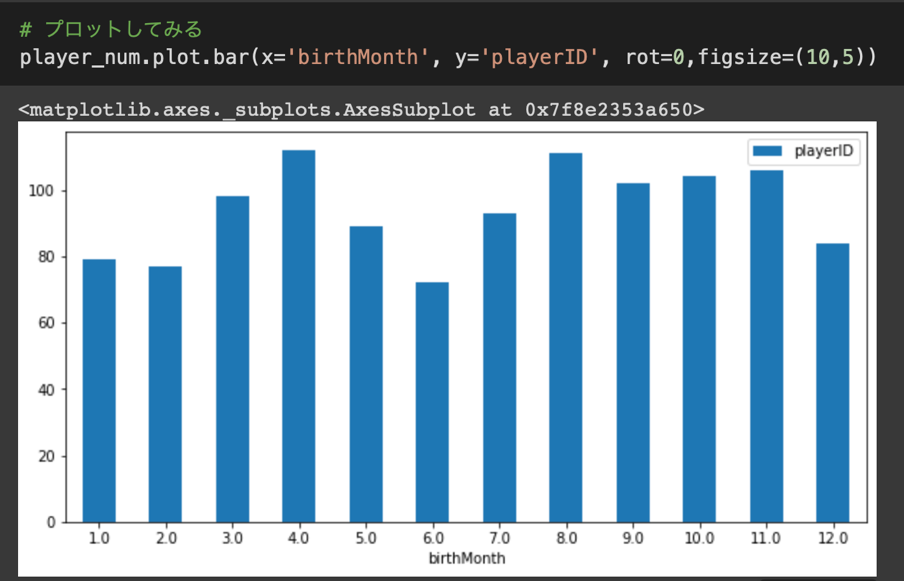 # プロットしてみる
player_num.plot.bar(x='birthMonth', y='playerID', rot=0,figsize=(10,5))
<matplotlib.axes._subplots.AxesSubplot at 0x7f8e2353a650>
playerID
100
80
60
40
20
0
1.0 2.0 3.0 4.0 5.0 6.0 7.0 8.0 9.0 10.0 11.0 12.0
birthMonth